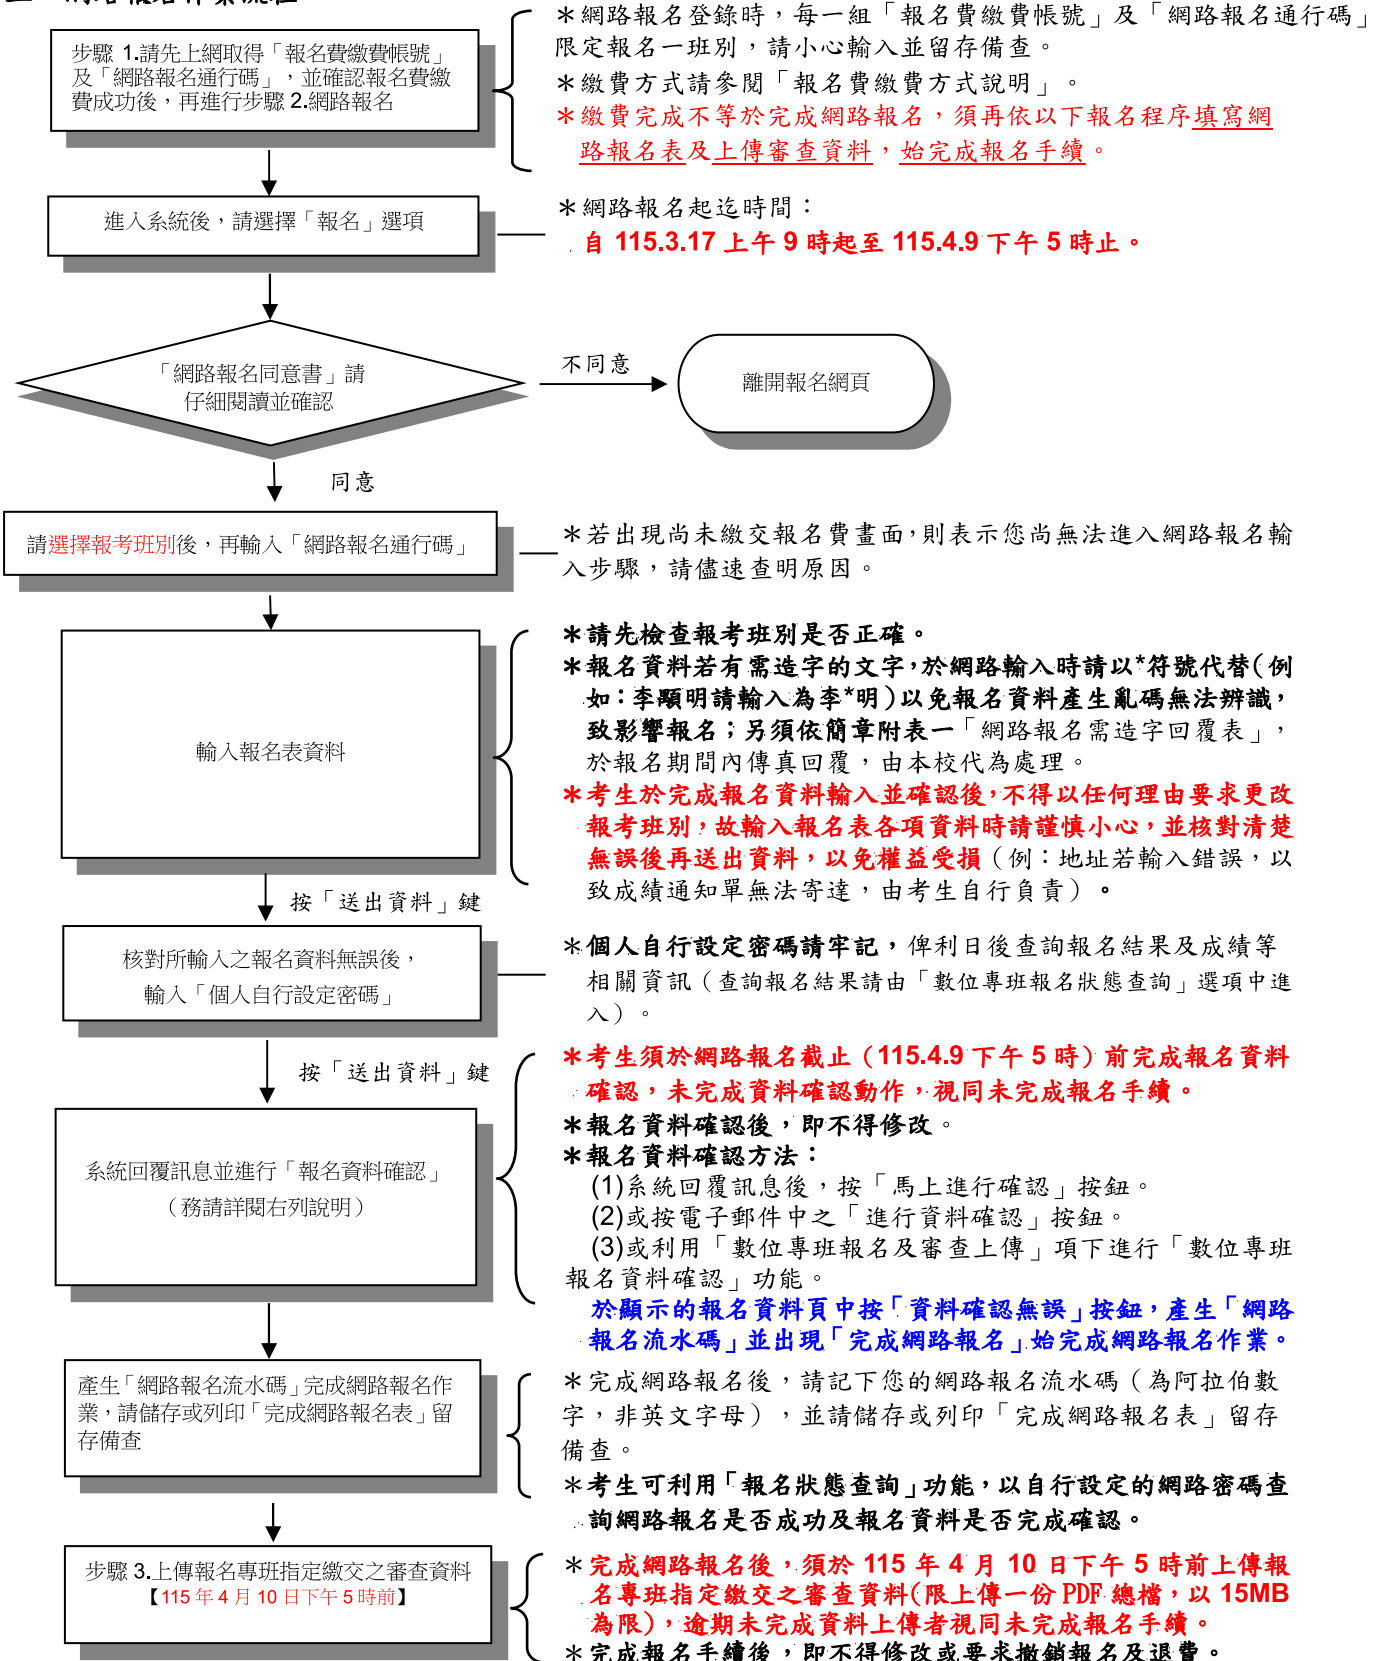 步驟 1.請先上網取得「報名費繳費帳號」
及「網路報名通行碼」，並確認報名費繳
費成功後，再進行步驟 2.網路報名
＊網路報名登錄時，每一組「報名費繳費帳號」及「網路報名通行碼」
限定報名一班別，請小心輸入並留存備查。
＊繳費方式請參閱「報名費繳費方式說明」。
＊繳費完成不等於完成網路報名，須再依以下報名程序填寫網
路報名表及上傳審查資料，始完成報名手續。
進入系統後，請選擇「報名」選項
＊網路報名起迄時間：
自 115.3.17 上午 9 時起至 115.4.9 下午 5 時止。
「網路報名同意書」請
仔細閱讀並確認
不同意
離開報名網頁
同意
請選擇報考班別後，再輸入「網路報名通行碼」
＊若出現尚未繳交報名費畫面，則表示您尚無法進入網路報名輸
入步驟，請儘速查明原因。
輸入報名表資料
＊請先檢查報考班別是否正確。
＊報名資料若有需造字的文字，於網路輸入時請以*符號代替(例
如：李顯明請輸入為李*明)以免報名資料產生亂碼無法辨識，
致影響報名；另須依簡章附表一「網路報名需造字回覆表」，
於報名期間內傳真回覆，由本校代為處理。
＊考生於完成報名資料輸入並確認後，不得以任何理由要求更改
報考班別，故輸入報名表各項資料時請謹慎小心，並核對清楚
無誤後再送出資料，以免權益受損（例：地址若輸入錯誤，以
致成績通知單無法寄達，由考生自行負責）。
按「送出資料」鍵
核對所輸入之報名資料無誤後，
輸入「個人自行設定密碼」
＊個人自行設定密碼請牢記，俾利日後查詢報名結果及成績等
相關資訊（查詢報名結果請由「數位專班報名狀態查詢」選項中進
入）。
按「送出資料」鍵
系統回覆訊息並進行「報名資料確認」
（務請詳閱右列說明）
＊考生須於網路報名截止（115.4.9 下午 5 時）前完成報名資料
確認，未完成資料確認動作，視同未完成報名手續。
＊報名資料確認後，即不得修改。
＊報名資料確認方法：
(1)系統回覆訊息後，按「馬上進行確認」按鈕。
(2)或按電子郵件中之「進行資料確認」按鈕。
(3)或利用「數位專班報名及審查上傳」項下進行「數位專班
報名資料確認」功能。
於顯示的報名資料頁中按「資料確認無誤」按鈕，產生「網路
報名流水碼」並出現「完成網路報名」始完成網路報名作業。
產生「網路報名流水碼」完成網路報名作
業，請儲存或列印「完成網路報名表」留
存備查
＊完成網路報名後，請記下您的網路報名流水碼（為阿拉伯數
字，非英文字母），並請儲存或列印「完成網路報名表」留存
備查。
＊考生可利用「報名狀態查詢」功能，以自行設定的網路密碼查
詢網路報名是否成功及報名資料是否完成確認。
步驟 3.上傳報名專班指定繳交之審查資料
【115 年 4 月 10 日下午 5 時前】
＊完成網路報名後，須於 115 年 4 月 10 日下午 5 時前上傳報
名專班指定繳交之審查資料(限上傳一份 PDF 總檔，以 15MB
為限)，逾期未完成資料上傳者視同未完成報名手續。
＊完成報名手續後，即不得修改或要求撤銷報名及退費。